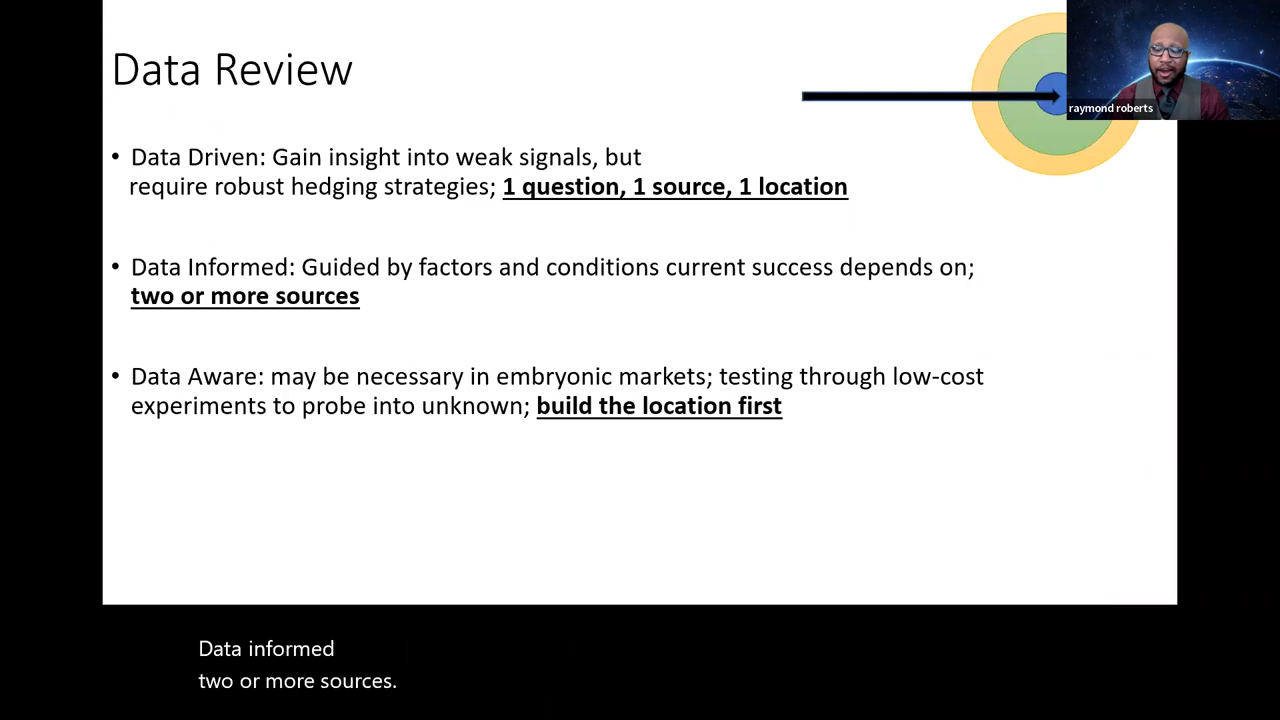 Data Review
raymond roberts
• Data Driven: Gain insight into weak signals, but
require robust hedging strategies; 1 question, 1 source, 1 location
• Data Informed: Guided by factors and conditions current success depends on;
two or more sources
• Data Aware: may be necessary in embryonic markets; testing through low-cost
experiments to probe into unknown; build the location first
Data informed
two or more sources.